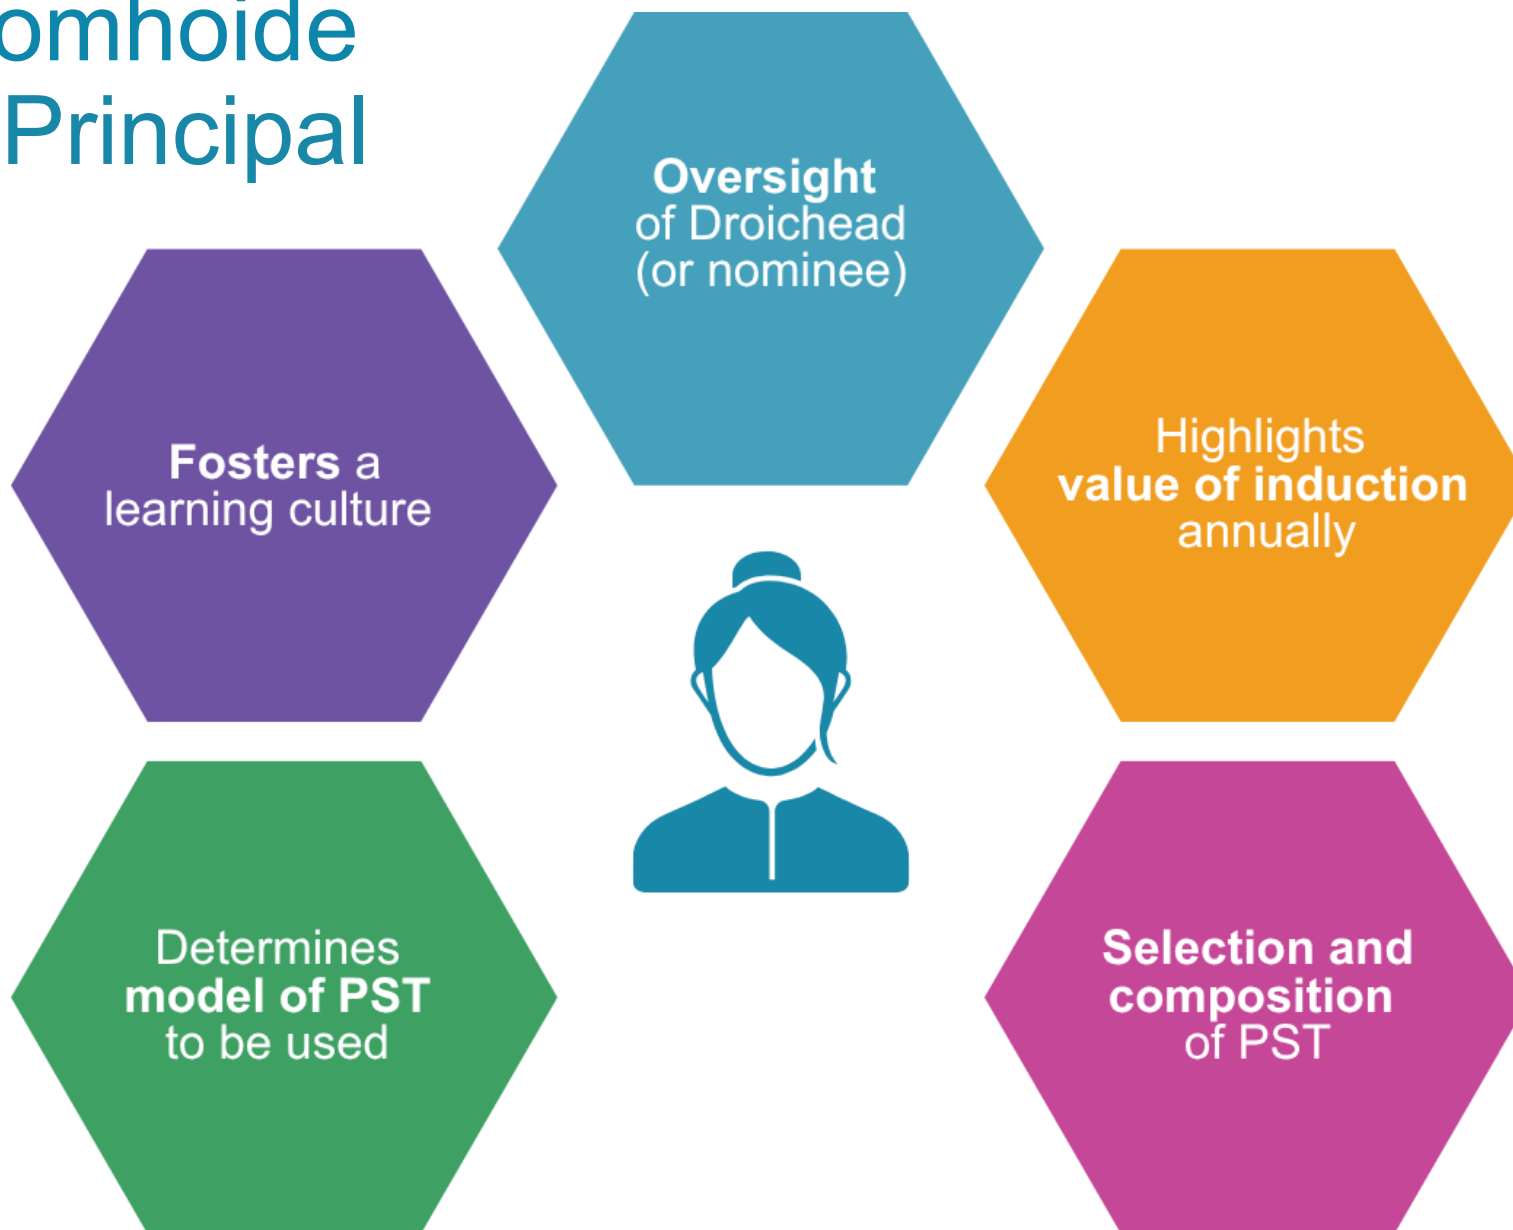 omhoide
Principal
Oversight
of Droichead
(or nominee)
Fosters a
learning culture
Highlights
value of induction
annually
Determines
model of PST
to be used
Selection and
composition
of PST